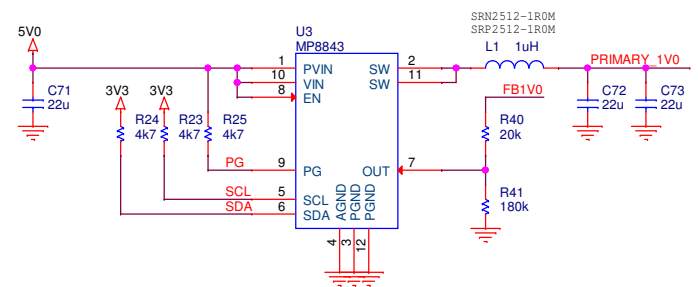 SRN2512-1R0M
SRP2512-1R0M
5V0
U3
MP8843
L1 1uH
PRIMARY_1V0
1 PVIN SW 2
10 VIN SW 11
8 EN
C71
22u
3V3 3V3
FB1V0
C72
22u
C73
22u
R24
4k7
R23
4k7
R25
4k7
R40
20k
PG 9 PG OUT 7
SCL 5 SCL
SDA 6 SDA
AGND
PGND
PGND
R41
180k
4
3
12